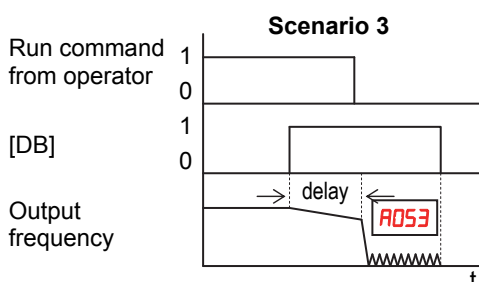 Scenario 3
Run command
from operator
1
0
[DB]
1
0
delay
A053
Output
frequency
t